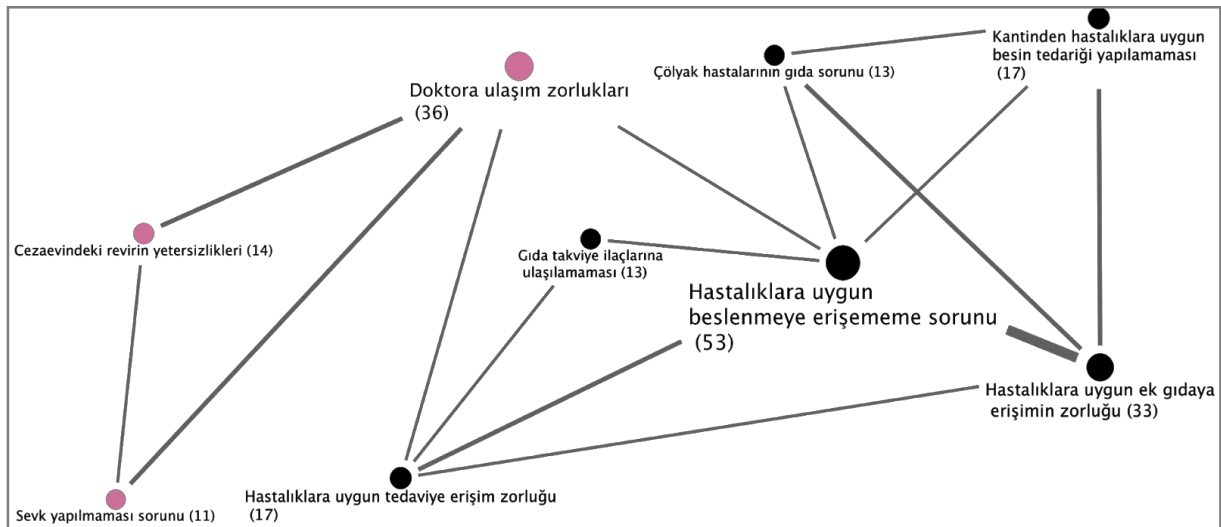 Kantinden hastalıklara uygun
besin tedariği yapılamaması
(17)
Çölyak hastalarının gıda sorunu (13)
Doktora ulaşım zorlukları
(36)
Cezaevindeki revirin yetersizlikleri (14)
Gıda takviye ilaçlarına
ulaşılamaması (13)
Hastalıklara uygun
beslenmeye erişememe sorunu
(53)
Hastalıklara uygun ek gıdaya
erişimin zorluğu (33)
Hastalıklara uygun tedaviye erişim zorluğu
(17)
Sevk yapılmaması sorunu (11)